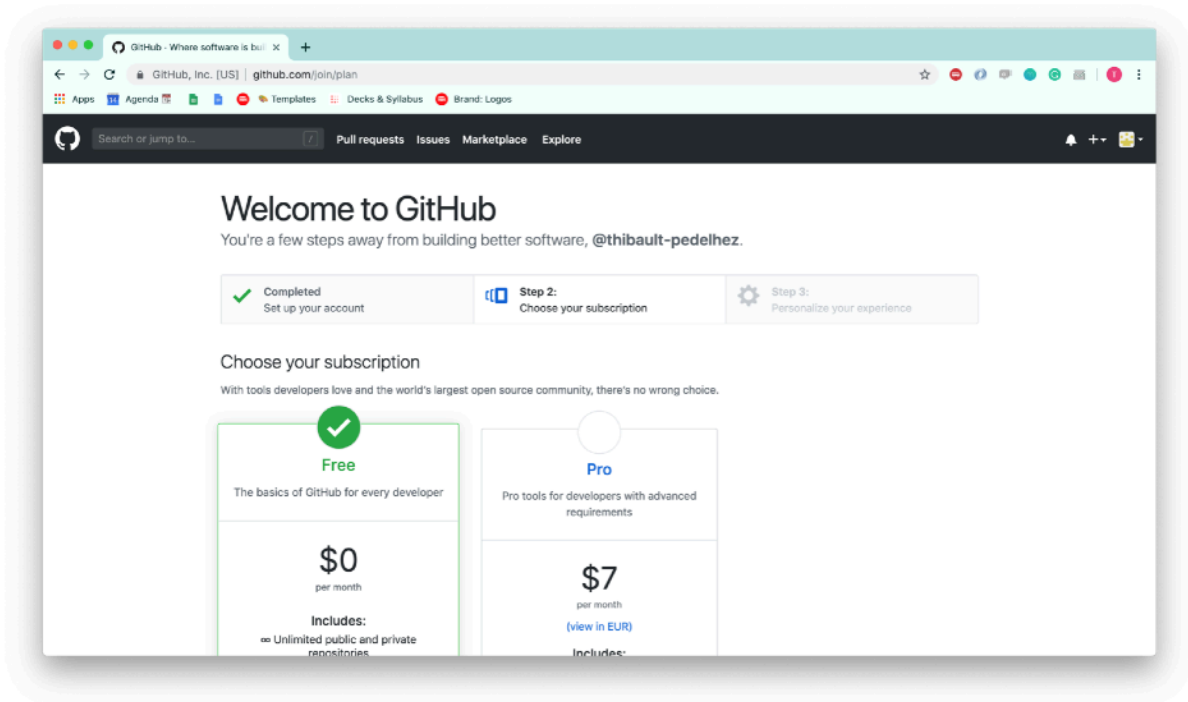 GitHub - Where software is buil
GitHub, Inc. [US] | github.com/join/plan
Apps Agenda Templates Decks & Syllabus Brand: Logos
Search or jump to... / Pull requests Issues Marketplace Explore
Welcome to GitHub
You're a few steps away from building better software, @thibault-pedelhez.
Completed
Set up your account
Step 2:
Choose your subscription
Step 3:
Personalize your experience
Choose your subscription
With tools developers love and the world's largest open source community, there's no wrong choice.
Free
The basics of GitHub for every developer
$0
per month
Includes:
∞ Unlimited public and private
repositories
Pro
Pro tools for developers with advanced
requirements
$7
per month
(view in EUR)
Includes: